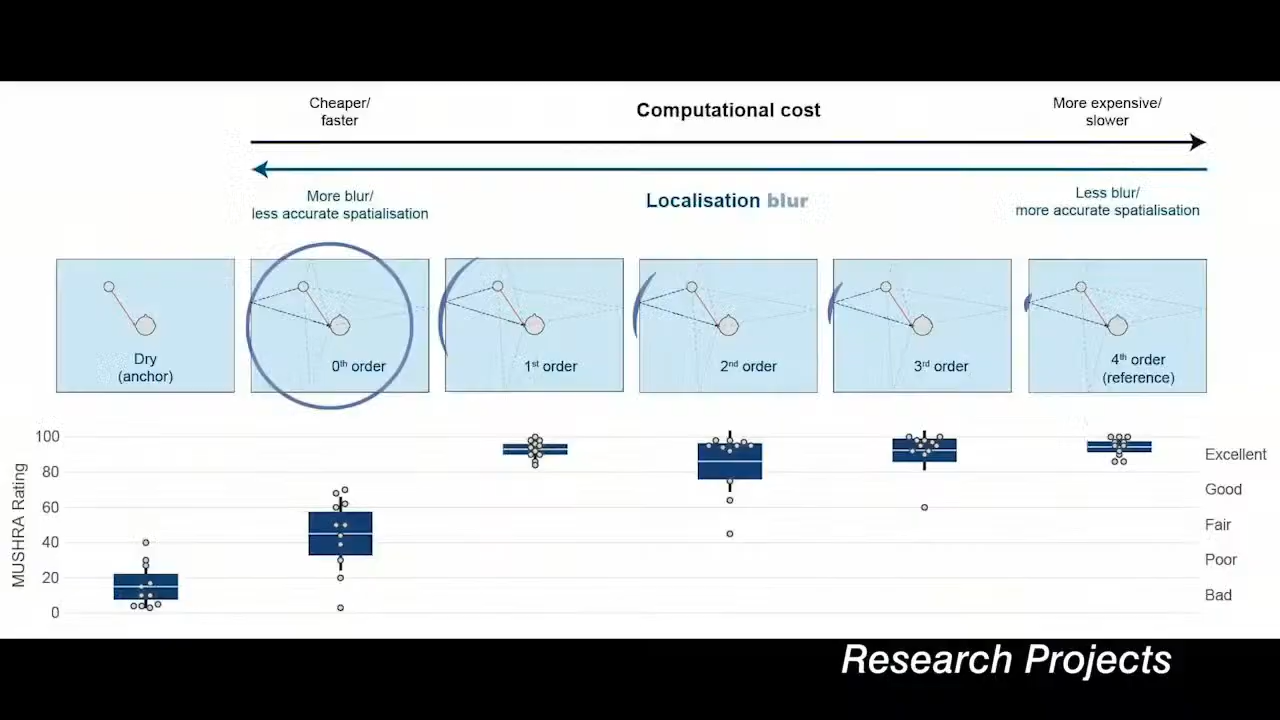 Cheaper/
faster
Computational cost
More expensive/
slower
More blur/
less accurate spatialisation
Localisation blur
Less blur/
more accurate spatialisation
Dry
(anchor)
0th order
1st order
2nd order
3rd order
4th order
(reference)
MUSHRA Rating
100
80
60
40
20
0
Excellent
Good
Fair
Poor
Bad
Research Projects